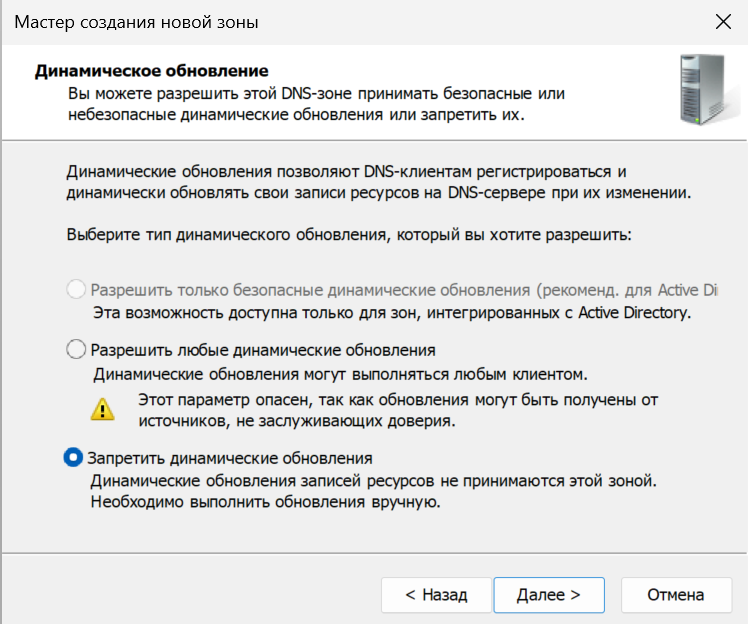 Мастер создания новой зоны
Динамическое обновление
Вы можете разрешить этой DNS-зоне принимать безопасные или
небезопасные динамические обновления или запретить их.
Динамические обновления позволяют DNS-клиентам регистрироваться и
динамически обновлять свои записи ресурсов на DNS-сервере при их изменении.
Выберите тип динамического обновления, который вы хотите разрешить:
Разрешить только безопасные динамические обновления (рекоменд. для Active Di
Эта возможность доступна только для зон, интегрированных с Active Directory.
Разрешить любые динамические обновления
Динамические обновления могут выполняться любым клиентом.
Этот параметр опасен, так как обновления могут быть получены от
источников, не заслуживающих доверия.
Запретить динамические обновления
Динамические обновления записей ресурсов не принимаются этой зоной.
Необходимо выполнить обновления вручную.
< Назад
Далее >
Отмена